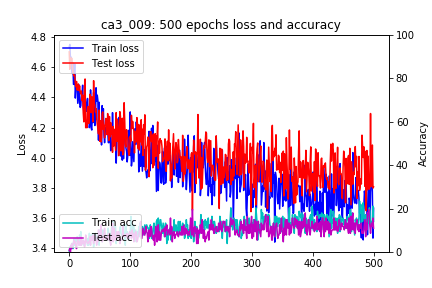 ca3_009: 500 epochs loss and accuracy
Train loss
Test loss
Train acc
Test acc
Loss
Accuracy
4.8
4.6
4.4
4.2
4.0
3.8
3.6
3.4
100
80
60
40
20
0
0
100
200
300
400
500